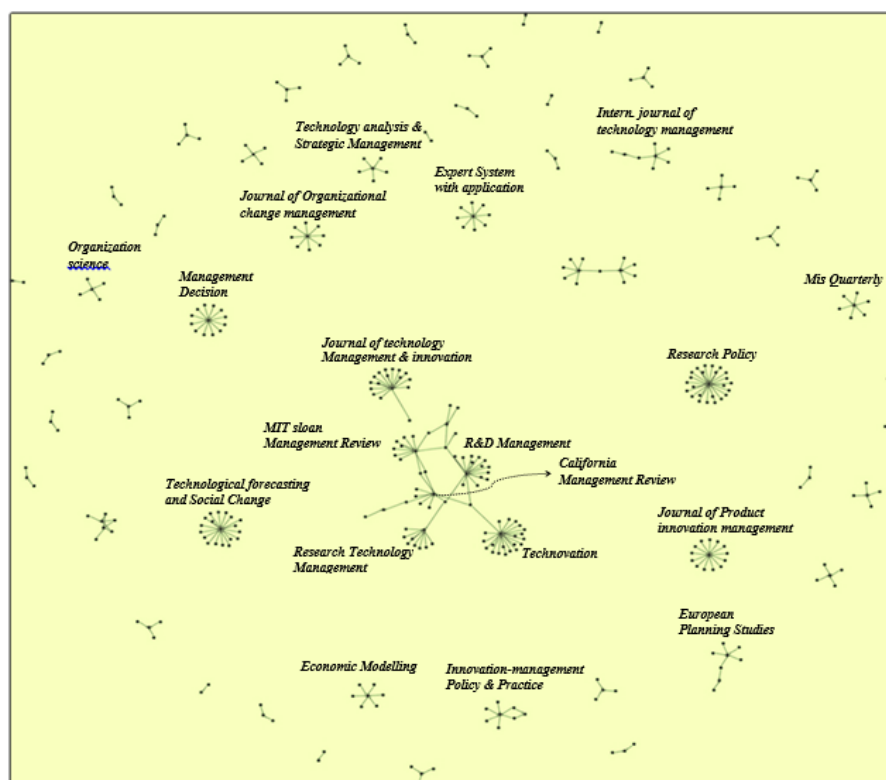 Intern. journal of
technology management
Technology analysis &
Strategic Management
Expert System
with application
Journal of Organizational
change management
Organization
science
Management
Decision
Mis Quarterly
Journal of technology
Management & innovation
Research Policy
MIT sloan
Management Review
R&D Management
California
Management Review
Technological forecasting
and Social Change
Journal of Product
innovation management
Research Technology
Management
Technovation
European
Planning Studies
Economic Modelling
Innovation-management
Policy & Practice